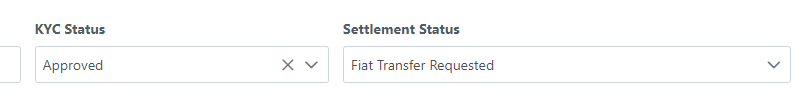 KYC Status
Settlement Status
Approved
Fiat Transfer Requested